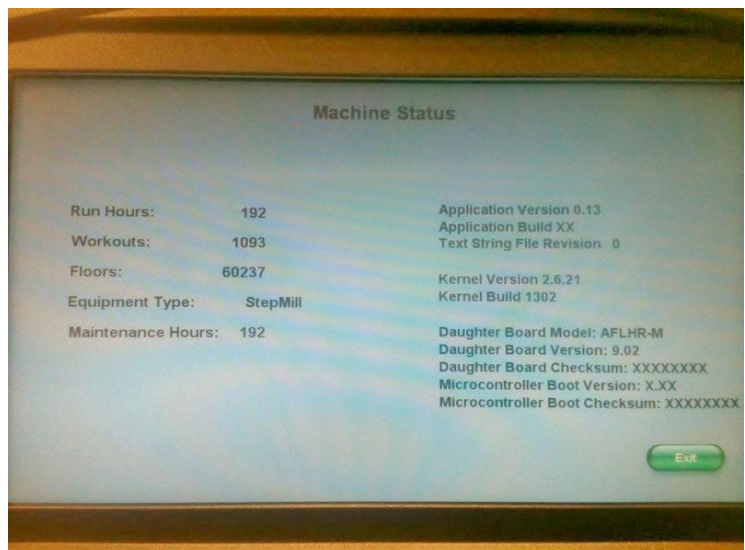 Machine Status
Run Hours: 192
Workouts: 1093
Floors: 60237
Equipment Type: StepMill
Maintenance Hours: 192
Application Version 0.13
Application Build XX
Text String File Revision 0
Kernel Version 2.6.21
Kernel Build 1302
Daughter Board Model: AFLHR-M
Daughter Board Version: 9.02
Daughter Board Checksum: XXXXXXXX
Microcontroller Boot Version: X.XX
Microcontroller Boot Checksum: XXXXXXXX
Exit